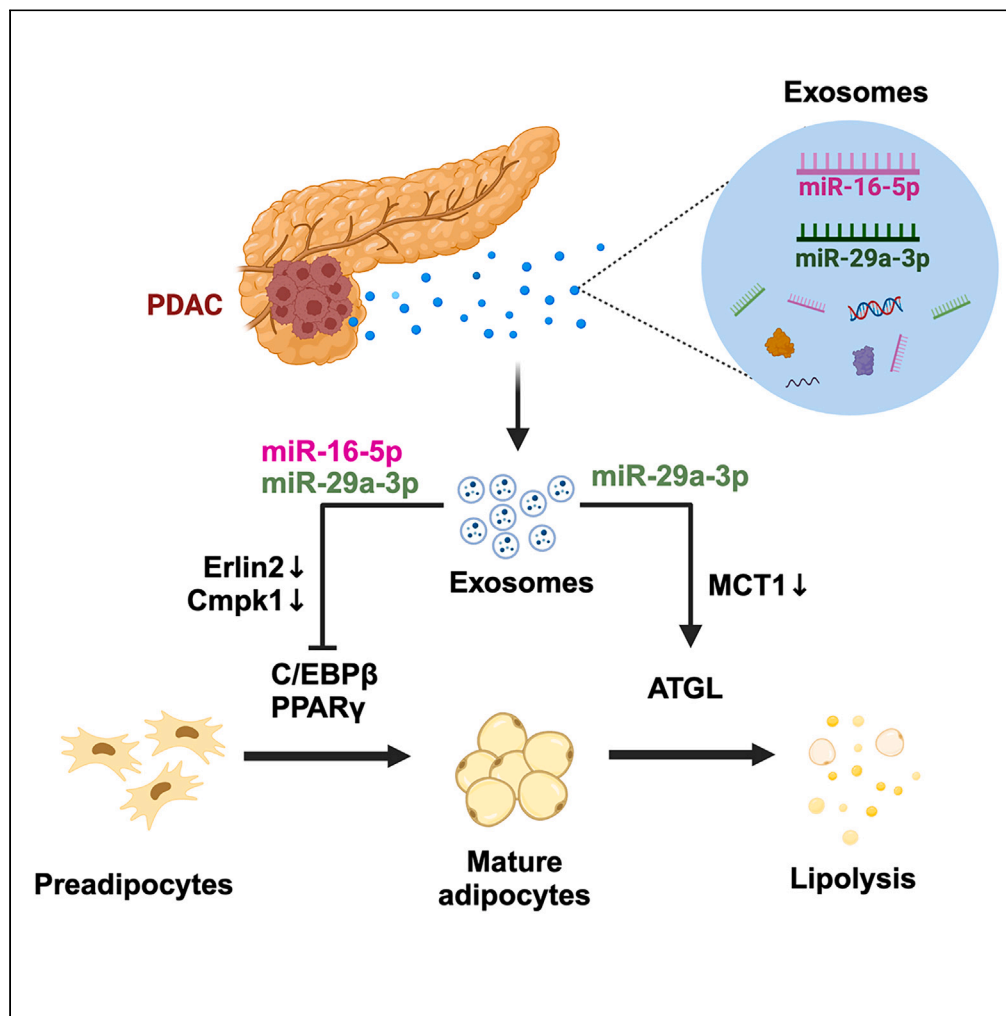 Exosomes
miR-16-5p
miR-29a-3p
PDAC
miR-16-5p
miR-29a-3p
miR-29a-3p
Exosomes
Erlin2↓
Cmpk1↓
MCT1↓
C/EBPβ
PPARγ
ATGL
Preadipocytes
Mature
adipocytes
Lipolysis